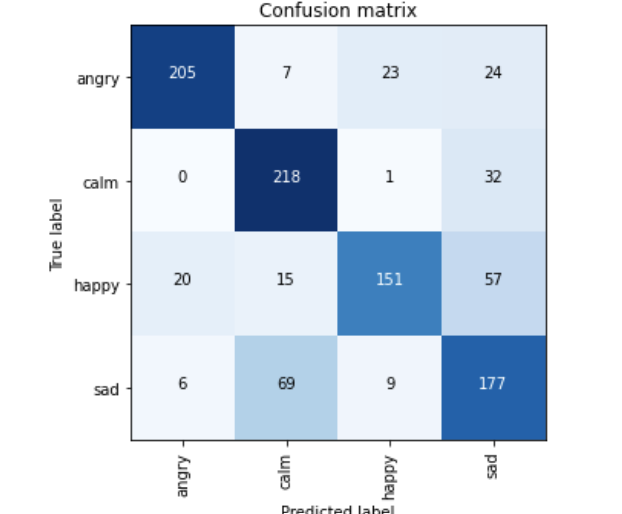 Confusion matrix
angry 205 7 23 24
calm 0 218 1 32
True label
happy 20 15 151 57
sad 6 69 9 177
angry calm happy sad
Predicted label